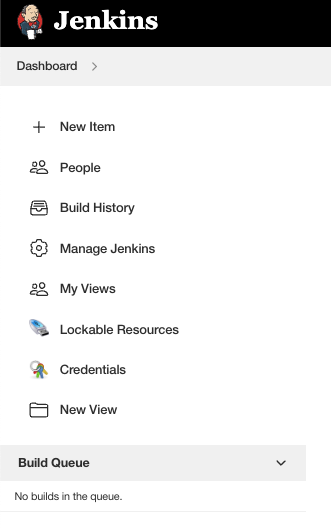 Jenkins
Dashboard
New Item
People
Build History
Manage Jenkins
My Views
Lockable Resources
Credentials
New View
Build Queue
No builds in the queue.